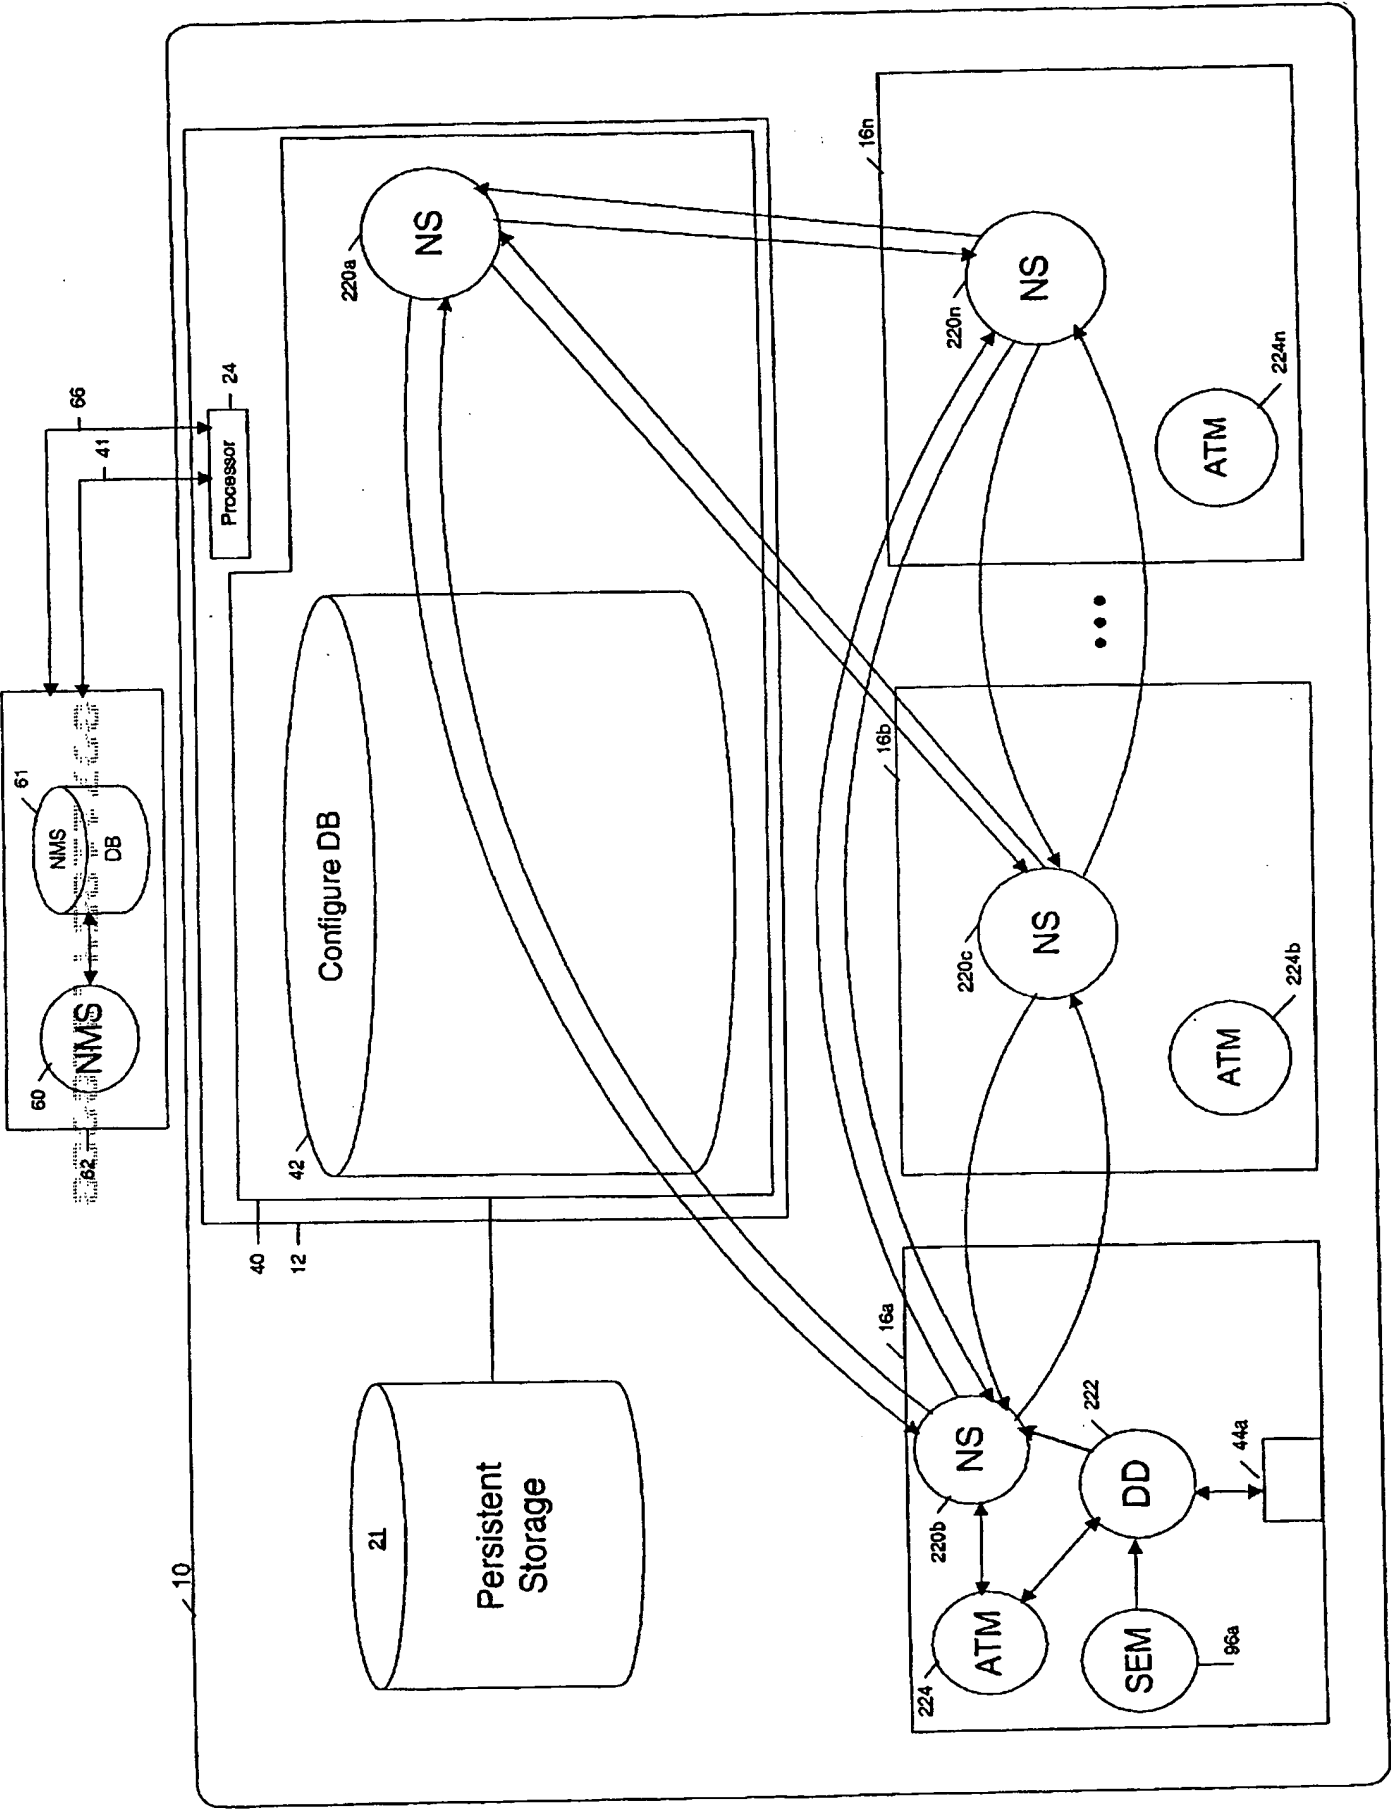 62
60
NMS
61
NMS
DB
66
41
10
40
12
42
Configure DB
Processor
24
220a
NS
21
Persistent
Storage
16a
220b
NS
224
ATM
222
DD
SEM
96a
44a
16b
220c
NS
ATM
224b
16n
220n
NS
ATM
224n